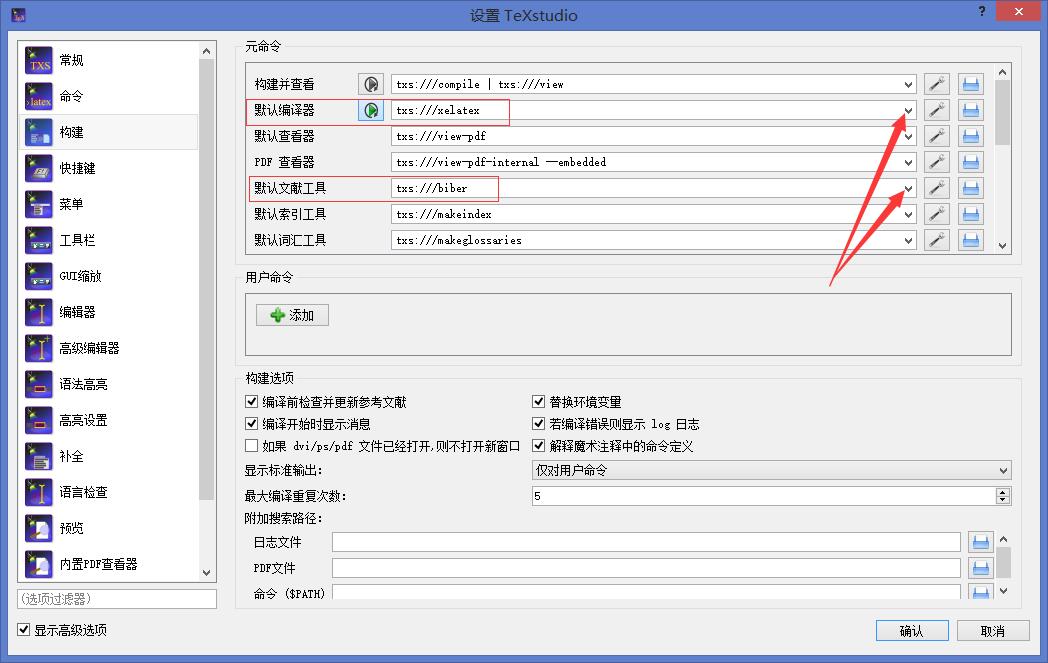 设置 TeXstudio
?
常规
命令
构建
快捷键
菜单
工具栏
GUI缩放
编辑器
高级编辑器
语法高亮
高亮设置
补全
语言检查
预览
内置PDF查看器
(选项过滤器)
显示高级选项
元命令
构建并查看 txs:///compile | txs:///view
默认编译器 txs:///xelatex
默认查看器 txs:///view-pdf
PDF 查看器 txs:///view-pdf-internal --embedded
默认文献工具 txs:///biber
默认索引工具 txs:///makeindex
默认词汇工具 txs:///makeglossaries
用户命令
添加
构建选项
编译前检查并更新参考文献 替换环境变量
编译开始时显示消息 若编译错误则显示 log 日志
如果 dvi/ps/pdf 文件已经打开,则不打开新窗口 解释魔术注释中的命令定义
显示标准输出: 仅对用户命令
最大编译重复次数: 5
附加搜索路径:
日志文件
PDF文件
命令 ($PATH)
确认 取消